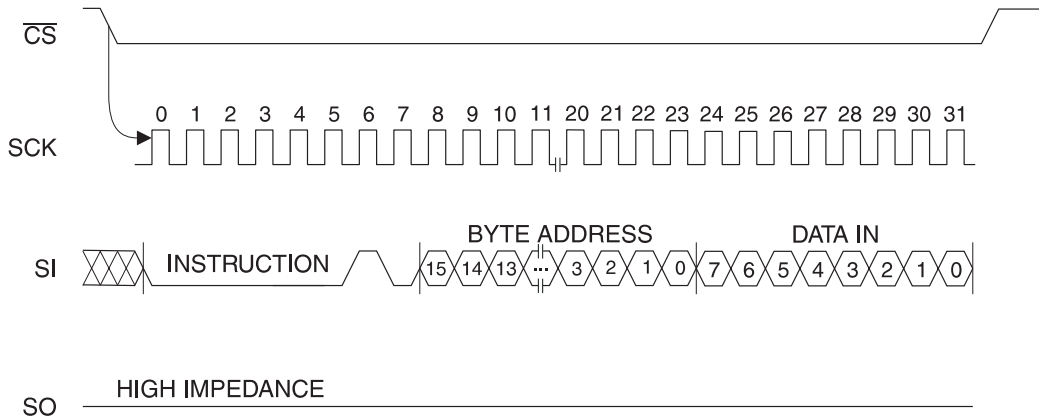 CS
0 1 2 3 4 5 6 7 8 9 10 11 20 21 22 23 24 25 26 27 28 29 30 31
SCK
BYTE ADDRESS DATA IN
SI INSTRUCTION 15 14 13 ... 3 2 1 0 7 6 5 4 3 2 1 0
HIGH IMPEDANCE
SO